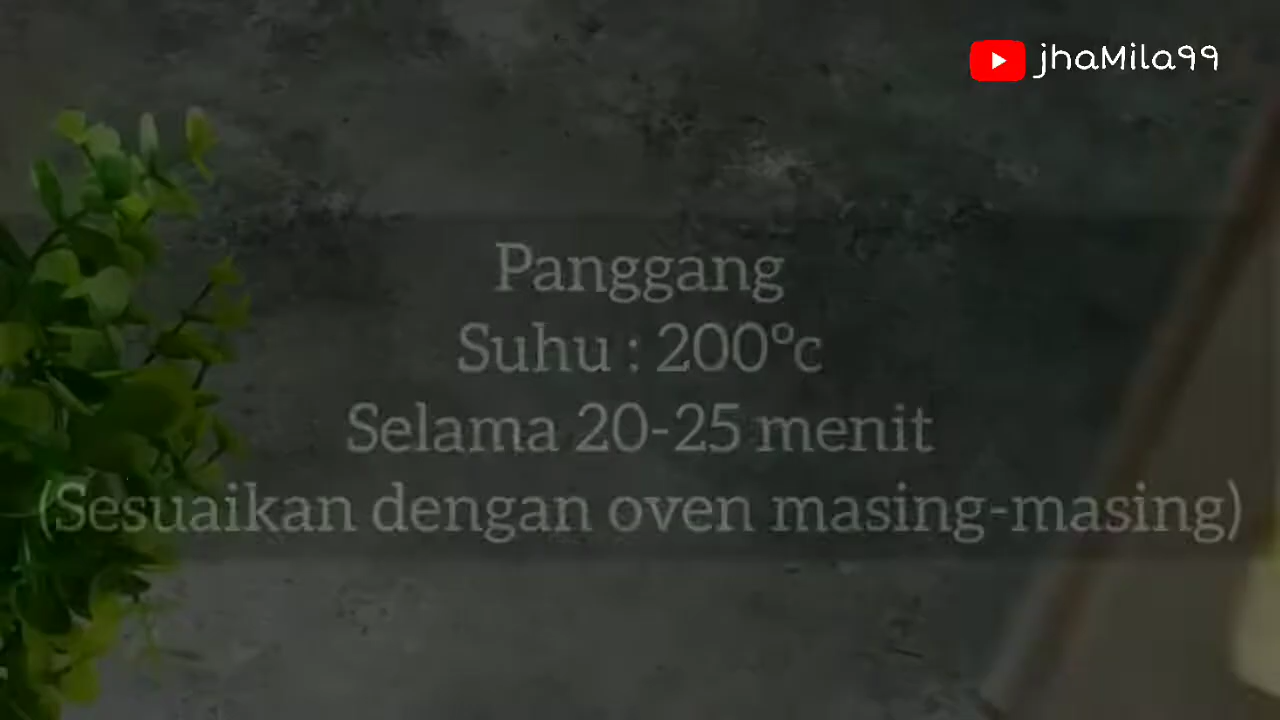 jhaMila99
Panggang
Suhu : 200°c
Selama 20-25 menit
(Sesuaikan dengan oven masing-masing)